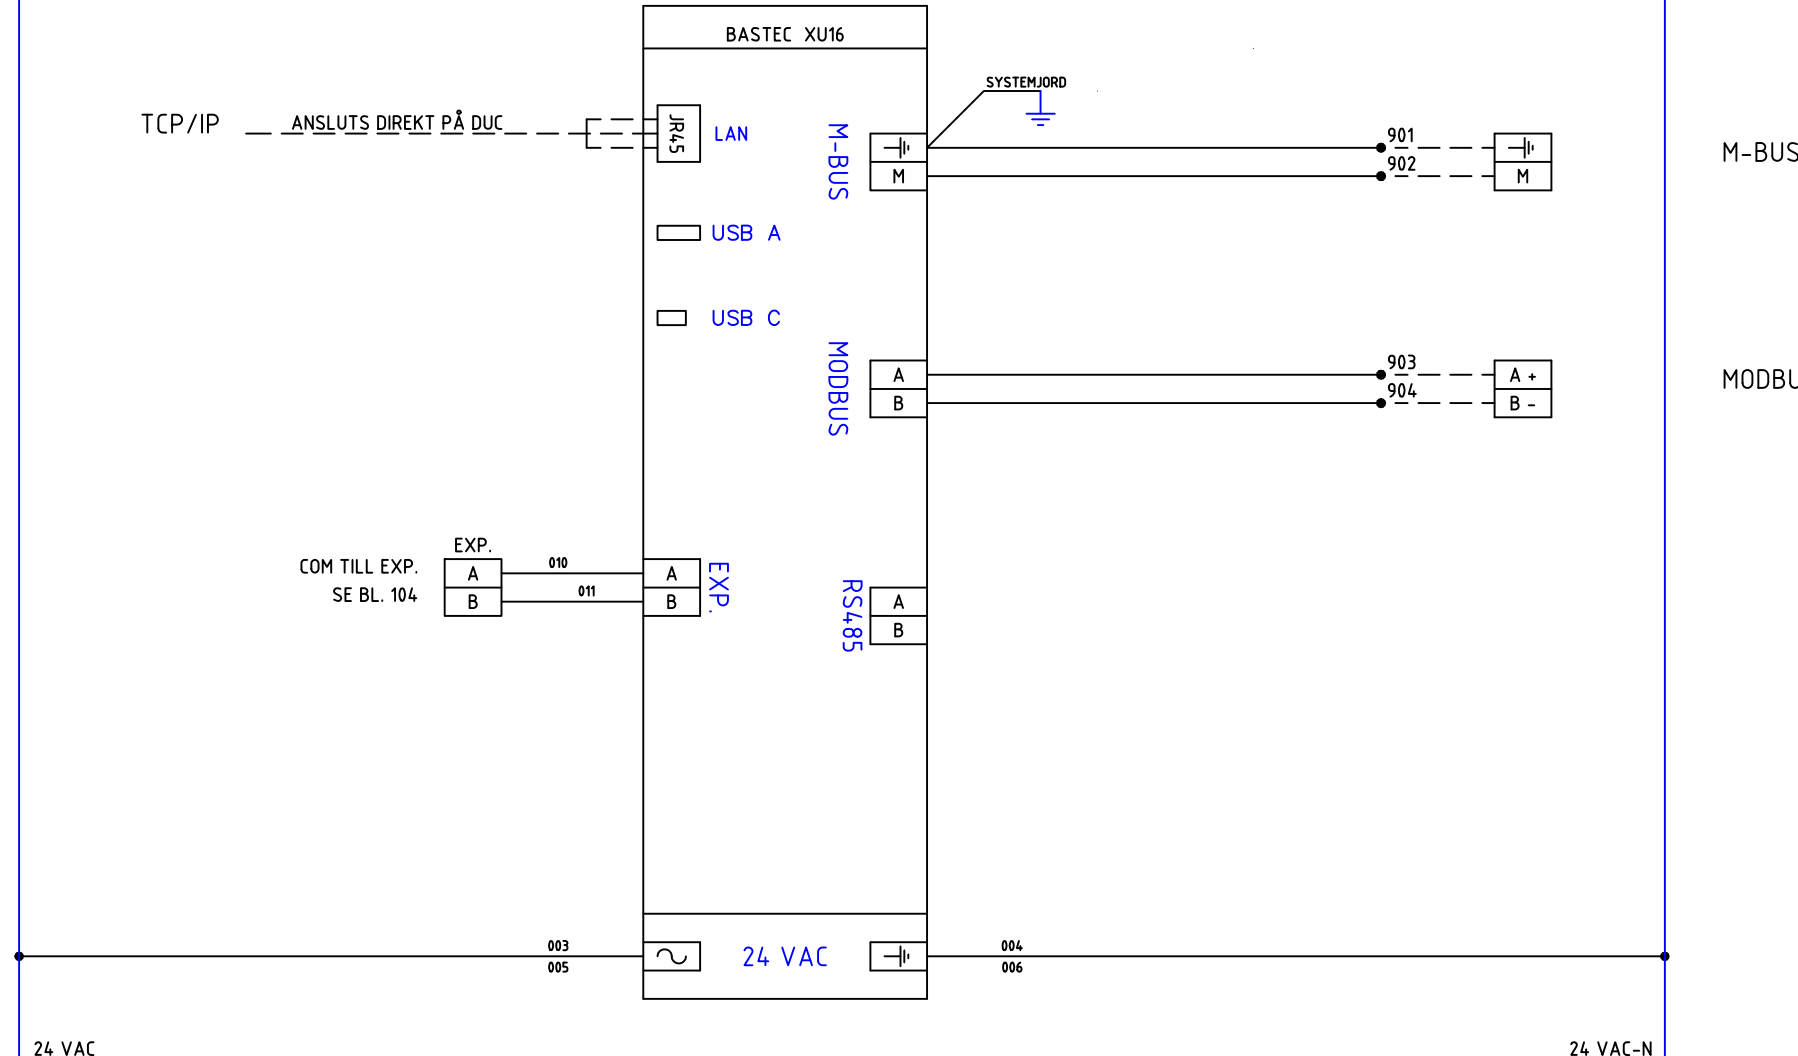 BASTEC XU16
SYSTEMJORD
TCP/IP
ANSLUTS DIREKT PÅ DUC
JR45
LAN
M-BUS
M
901
902
M
M-BUS
USB A
USB C
MODBUS
A
B
903
904
A +
B -
MODBU
EXP.
COM TILL EXP.
SE BL. 104
A
B
010
011
A
B
EXP.
RS485
A
B
003
005
24 VAC
004
006
24 VAC
24 VAC-N